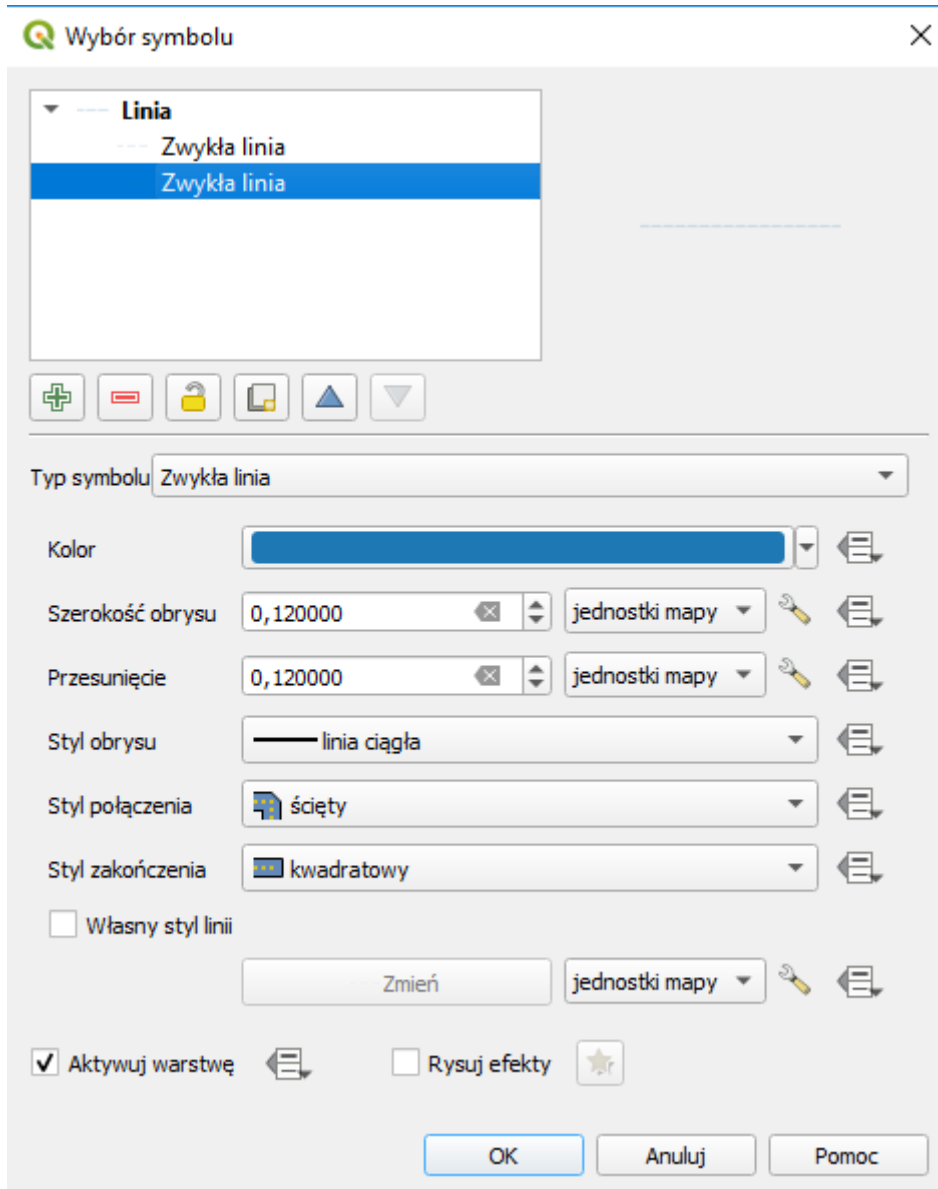 Wybór symbolu
Linia
Zwykła linia
Zwykła linia
Typ symbolu Zwykła linia
Kolor
Szerokość obrysu 0,120000 jednostki mapy
Przesunięcie 0,120000 jednostki mapy
Styl obrysu linia ciągła
Styl połączenia ścięty
Styl zakończenia kwadratowy
Własny styl linii
Zmień jednostki mapy
Aktywuj warstwę Rysuj efekty
OK Anuluj Pomoc